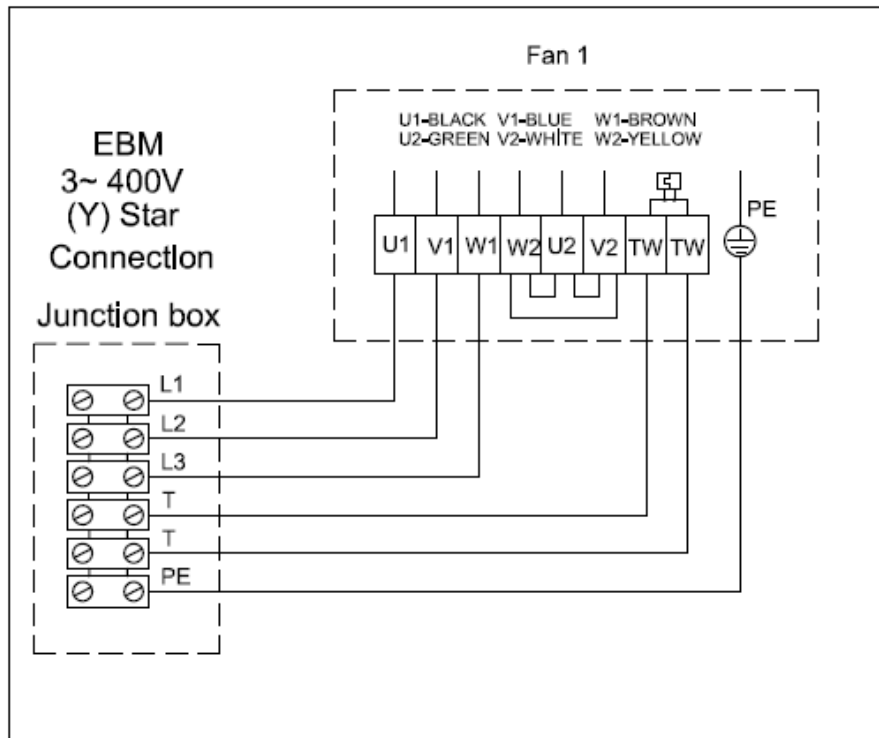 Fan 1
U1-BLACK V1-BLUE W1-BROWN
U2-GREEN V2-WHITE W2-YELLOW
EBM
3~ 400V
(Y) Star
Connection
PE
U1 V1 W1 W2 U2 V2 TW TW
Junction box
L1
L2
L3
T
T
PE